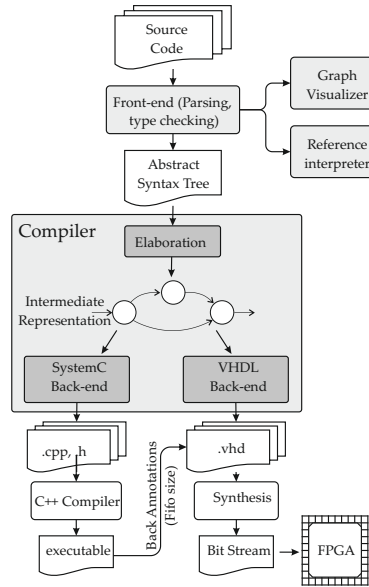 Source
Code
Front-end (Parsing,
type checking)
Graph
Visualizer
Reference
interpreter
Abstract
Syntax Tree
Compiler
Elaboration
Intermediate
Representation
SystemC
Back-end
VHDL
Back-end
.cpp, .h
.vhd
Back Annotations
(Fifo size)
C++ Compiler
Synthesis
executable
Bit Stream
FPGA